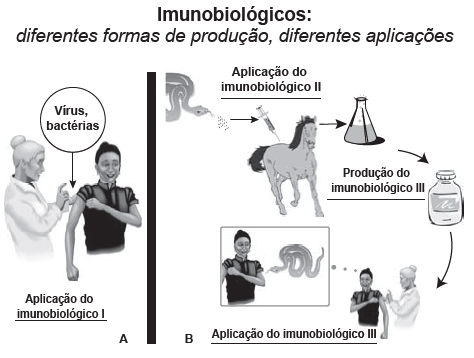 Imunobiológicos:
diferentes formas de produção, diferentes aplicações
Vírus,
bactérias
Aplicação do
imunobiológico I
A
Aplicação do
imunobiológico II
Produção do
imunobiológico III
B
Aplicação do imunobiológico III